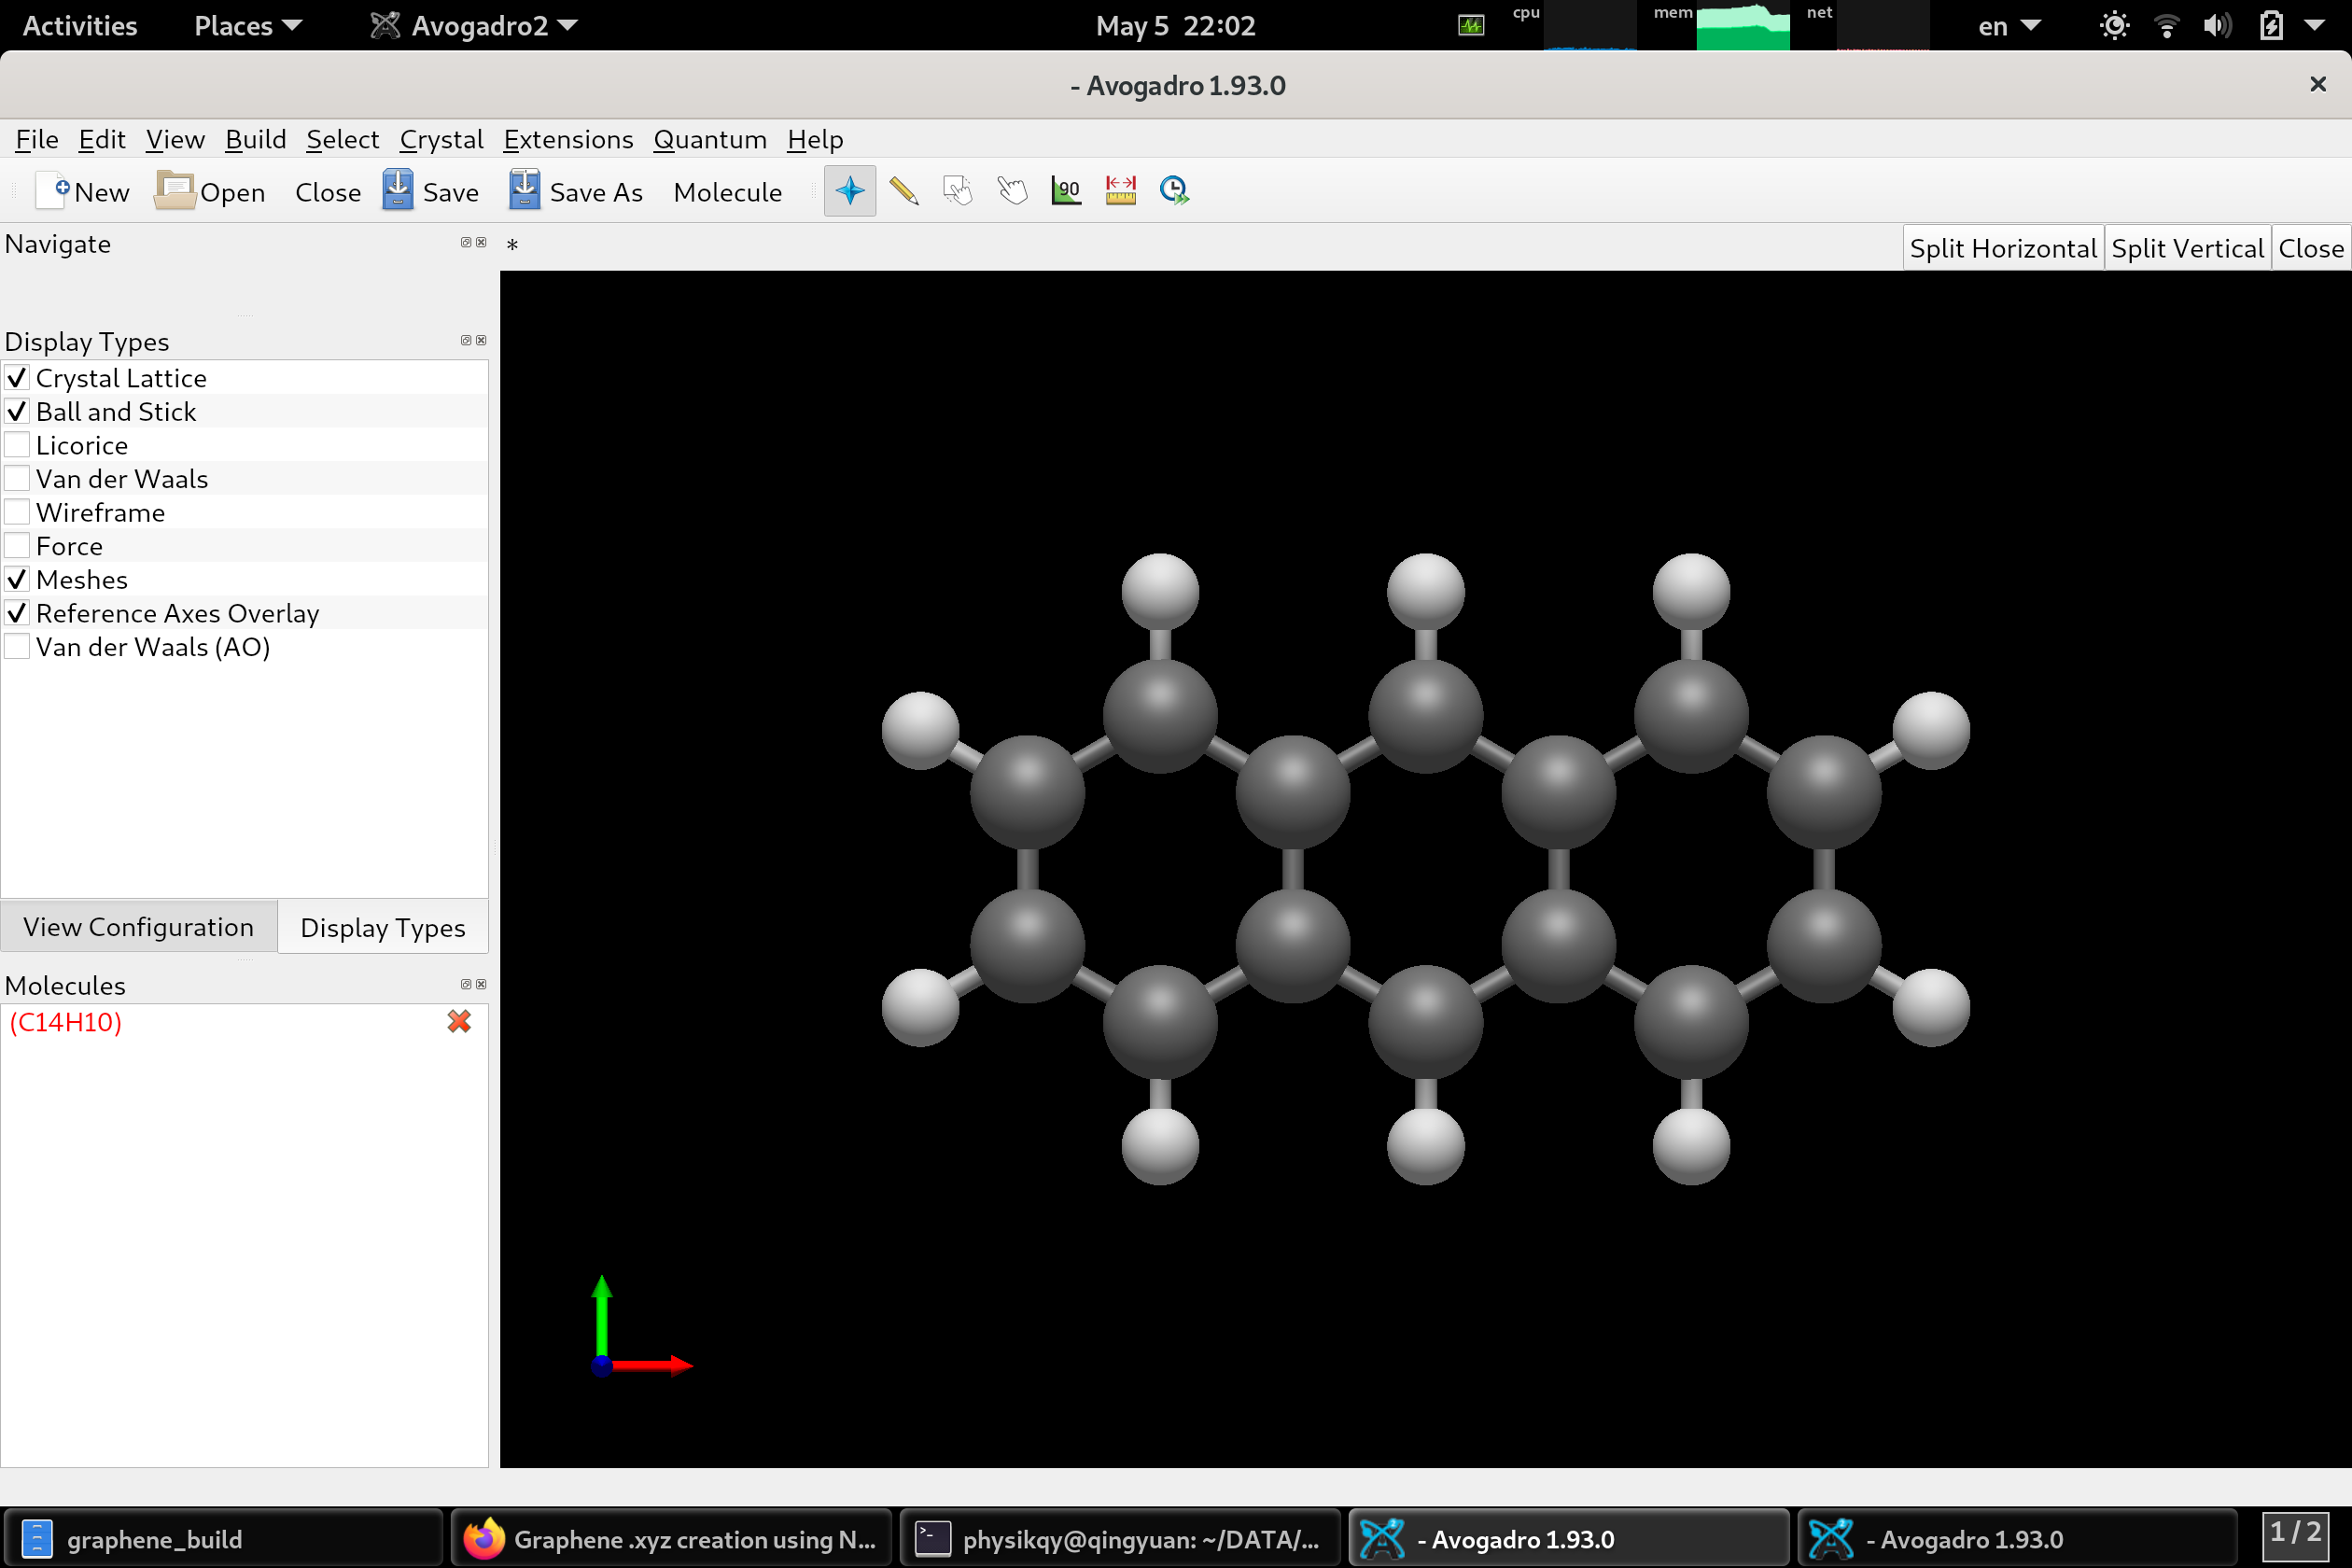 Activities Places Avogadro2 May 5 22:02 cpu mem net en
- Avogadro 1.93.0
File Edit View Build Select Crystal Extensions Quantum Help
New Open Close Save Save As Molecule 90
Navigate
*
Split Horizontal Split Vertical Close
Display Types
Crystal Lattice
Ball and Stick
Licorice
Van der Waals
Wireframe
Force
Meshes
Reference Axes Overlay
Van der Waals (AO)
View Configuration Display Types
Molecules
(C14H10)
graphene_build Graphene .xyz creation using N... physikqy@qingyuan: ~/DATA/... - Avogadro 1.93.0 - Avogadro 1.93.0 1 / 2